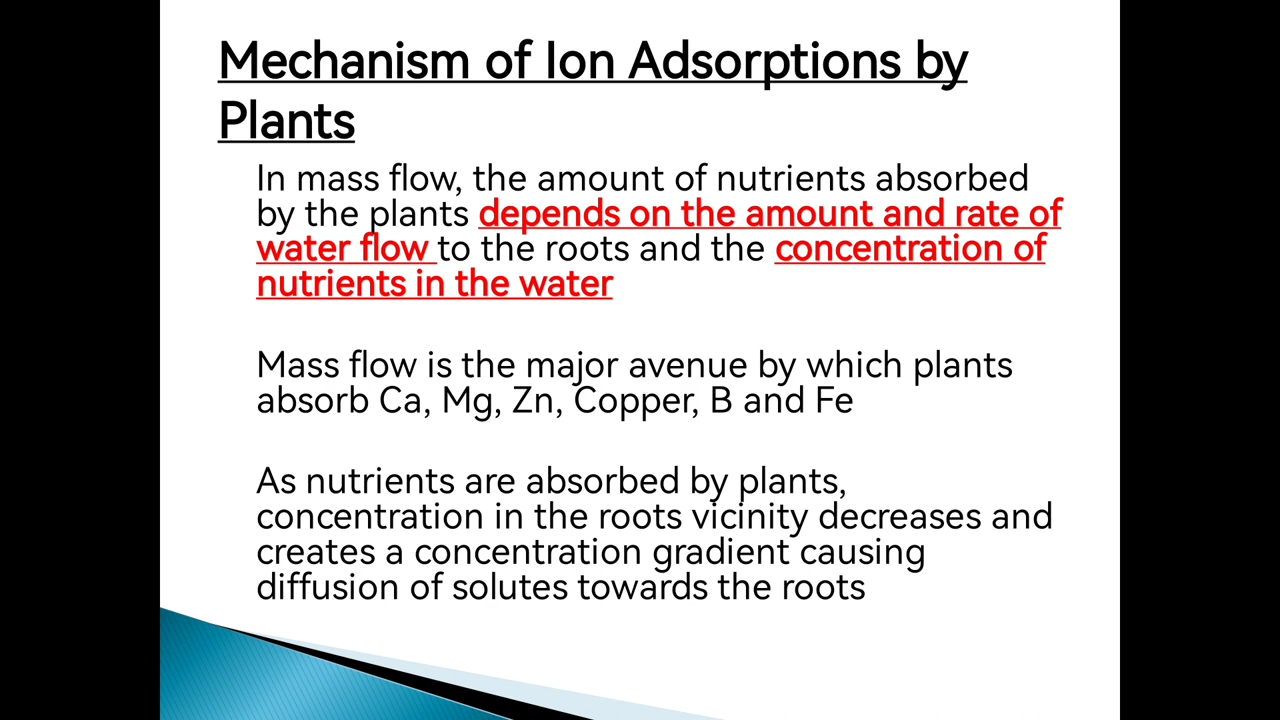 Mechanism of Ion Adsorptions by
Plants
In mass flow, the amount of nutrients absorbed
by the plants depends on the amount and rate of
water flow to the roots and the concentration of
nutrients in the water
Mass flow is the major avenue by which plants
absorb Ca, Mg, Zn, Copper, B and Fe
As nutrients are absorbed by plants,
concentration in the roots vicinity decreases and
creates a concentration gradient causing
diffusion of solutes towards the roots